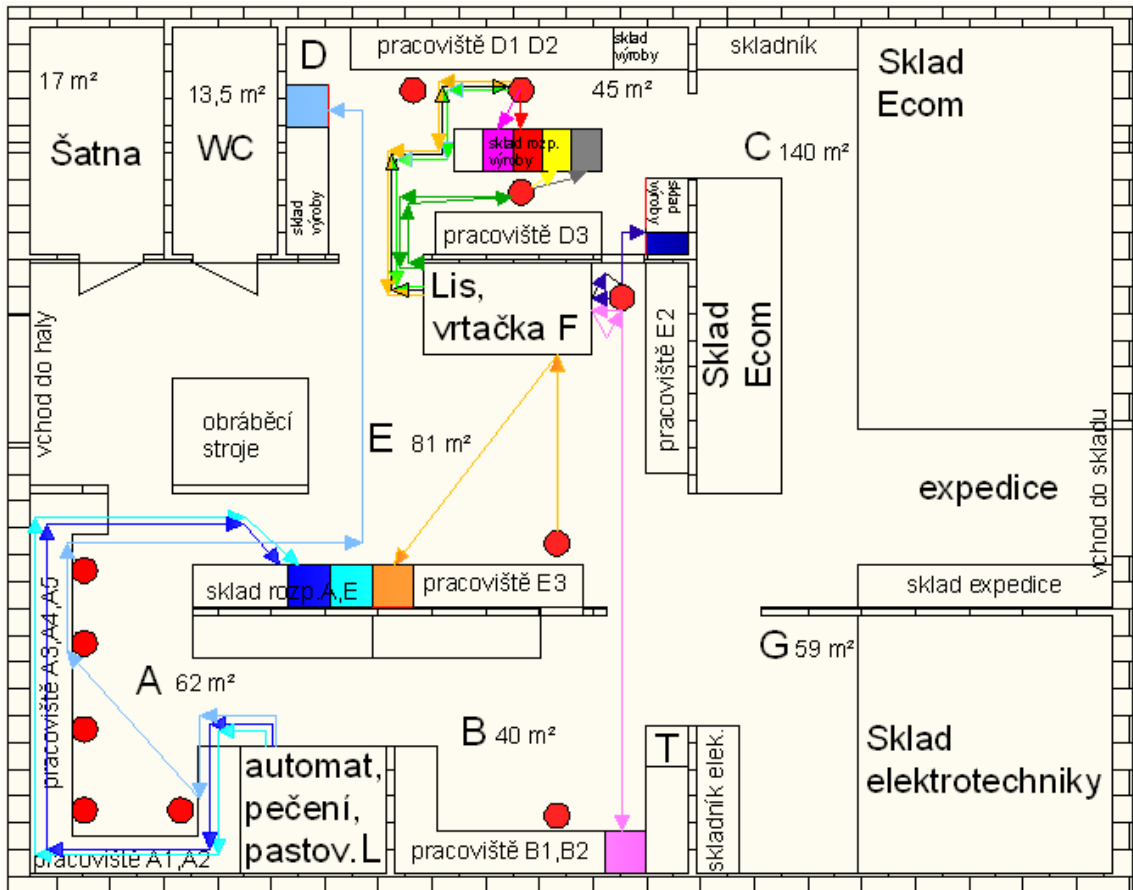 D
pracoviště D1 D2
sklad
výroby
skladník
Sklad
Ecom
17 m²
13,5 m²
45 m²
Šatna
WC
sklad rozp.
výroby
C 140 m²
sklad
výroby
sklad
výroby
pracoviště D3
Lis,
vrtačka F
vchod do haly
pracoviště E2
Sklad
Ecom
obráběcí
stroje
E 81 m²
expedice
vchod do skladu
sklad rozp.A,E
pracoviště E3
sklad expedice
pracoviště A3,A4,A5
A 62 m²
G 59 m²
B 40 m²
T
automat,
pečení,
pastov.L
skladník elek.
Sklad
elektrotechniky
pracoviště A1,A2
pracoviště B1,B2